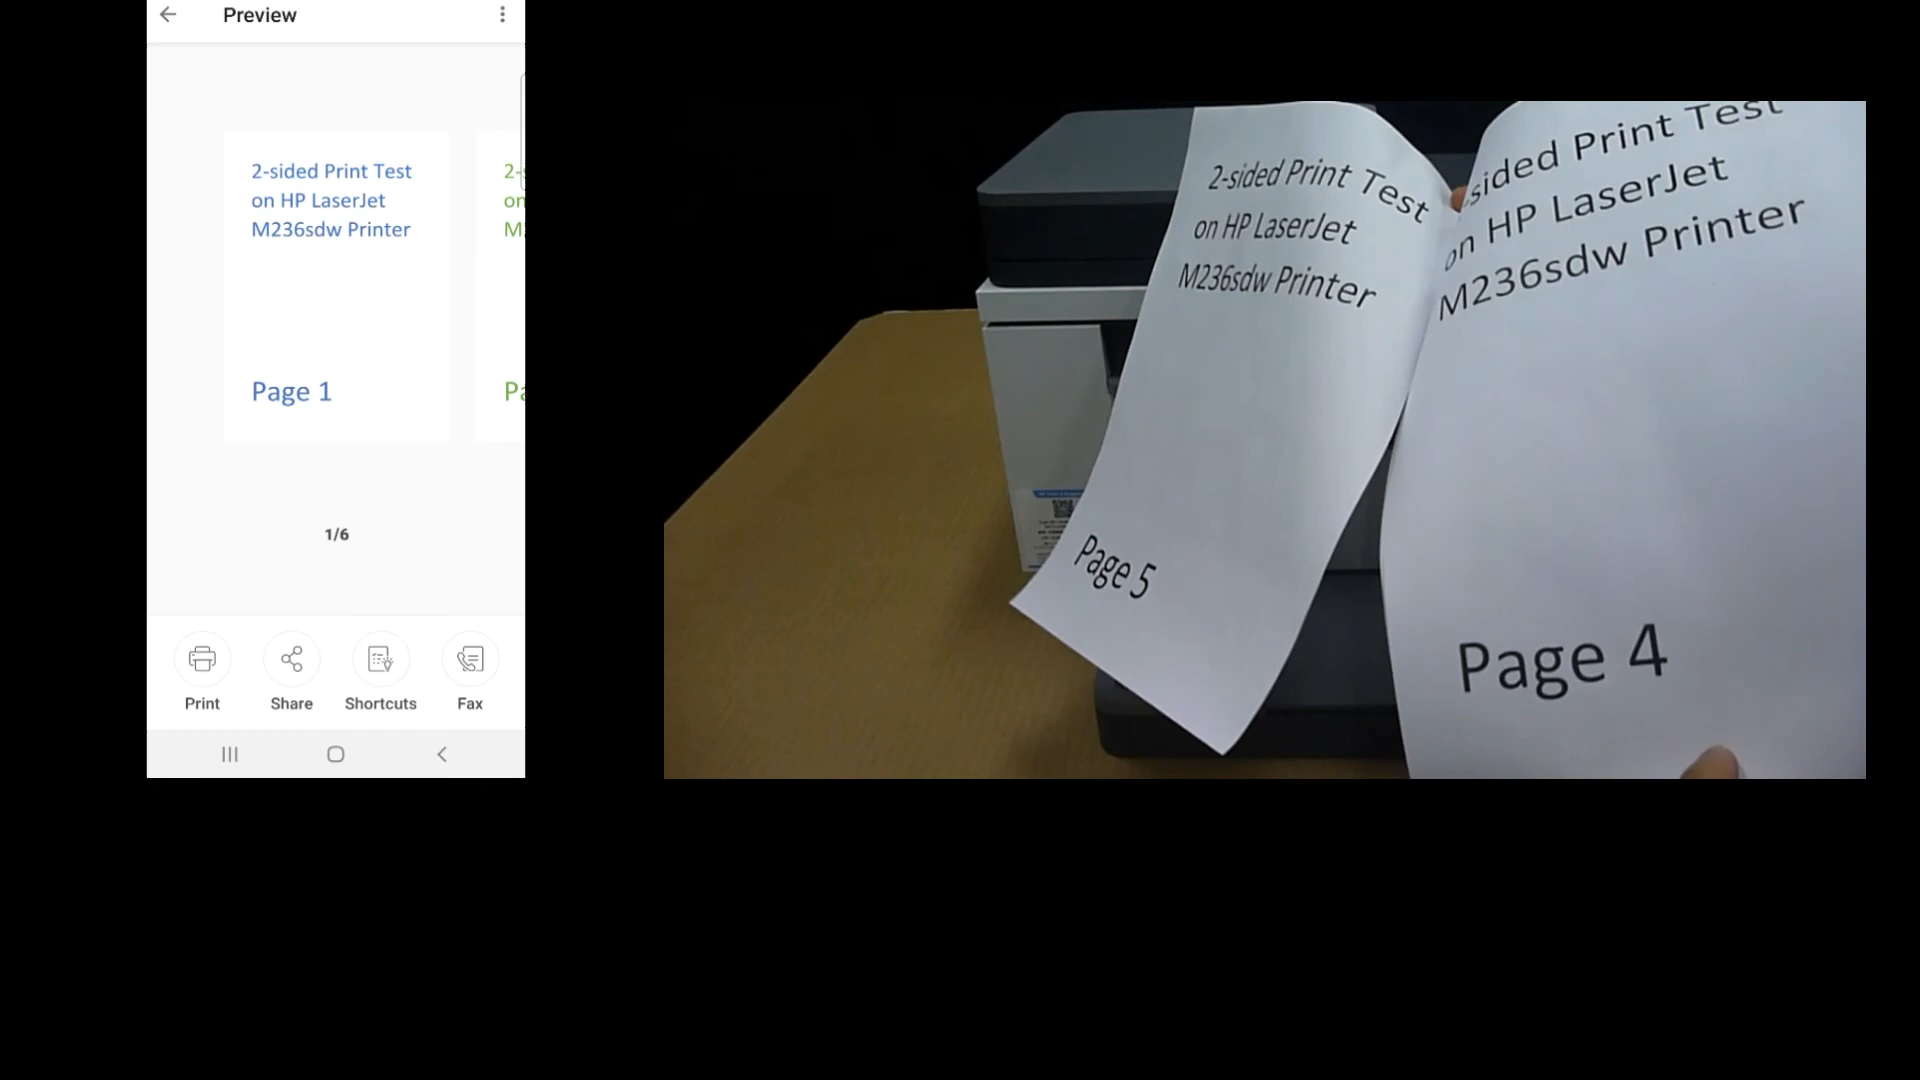 Preview
2-sided Print Test
on HP LaserJet
M236sdw Printer
Page 1
2-
on
1/6
Print
Share
Shortcuts
Fax
2-sided Print Test
on HP LaserJet
M236sdw Printer
Page 5
sided Print Test
on HP LaserJet
M236sdw Printer
Page 4